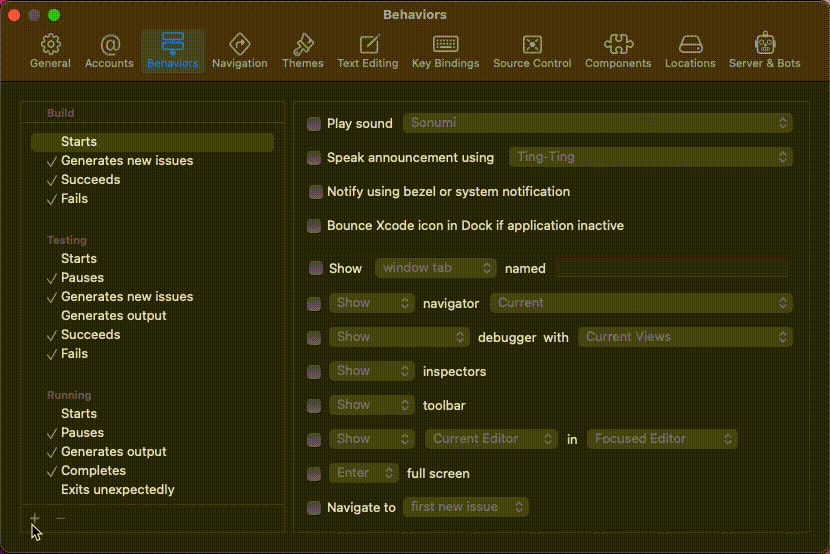 Behaviors
General Accounts Behaviors Navigation Themes Text Editing Key Bindings Source Control Components Locations Server & Bots
Build
Starts
Generates new issues
Succeeds
Fails
Testing
Starts
Pauses
Generates new issues
Generates output
Succeeds
Fails
Running
Starts
Pauses
Generates output
Completes
Exits unexpectedly
Play sound Sonumi
Speak announcement using Ting-Ting
Notify using bezel or system notification
Bounce Xcode icon in Dock if application inactive
Show window tab named
Show navigator Current
Show debugger with Current Views
Show inspectors
Show toolbar
Show Current Editor in Focused Editor
Enter full screen
Navigate to first new issue